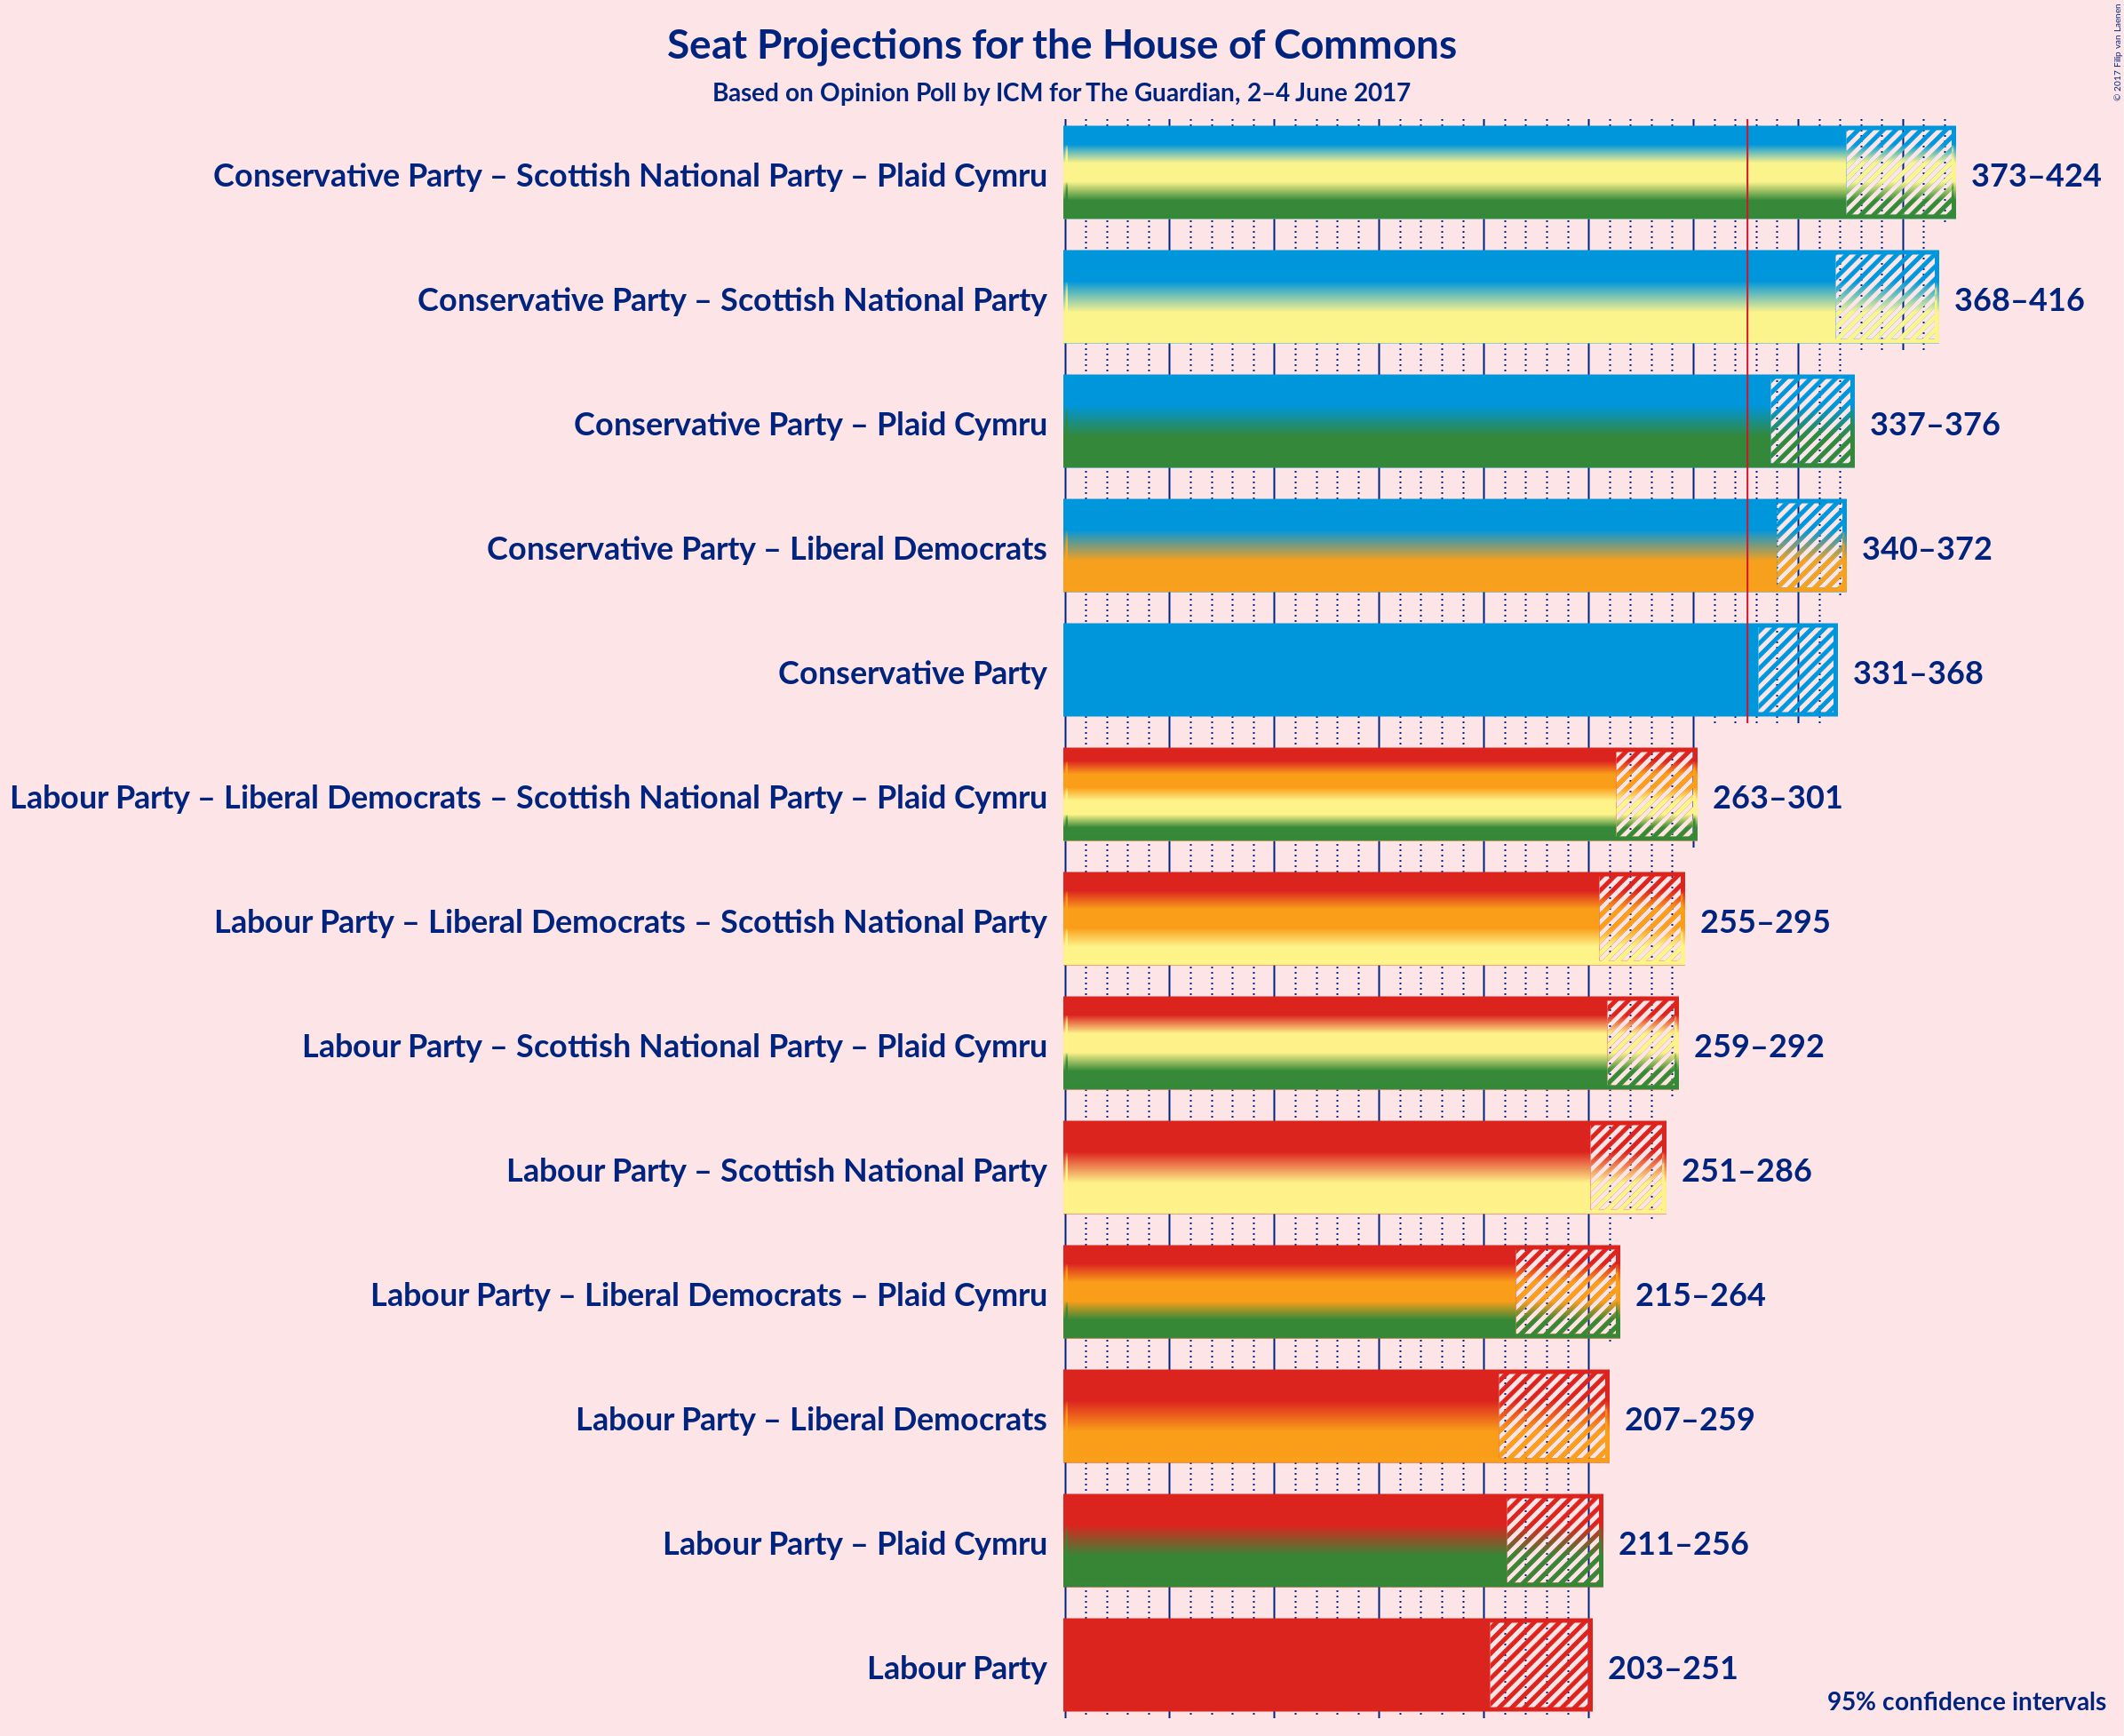 Seat Projections for the House of Commons
Based on Opinion Poll by ICM for The Guardian, 2–4 June 2017
© 2017 Filip van Laenen
Conservative Party – Scottish National Party – Plaid Cymru 373–424
Conservative Party – Scottish National Party 368–416
Conservative Party – Plaid Cymru 337–376
Conservative Party – Liberal Democrats 340–372
Conservative Party 331–368
Labour Party – Liberal Democrats – Scottish National Party – Plaid Cymru 263–301
Labour Party – Liberal Democrats – Scottish National Party 255–295
Labour Party – Scottish National Party – Plaid Cymru 259–292
Labour Party – Scottish National Party 251–286
Labour Party – Liberal Democrats – Plaid Cymru 215–264
Labour Party – Liberal Democrats 207–259
Labour Party – Plaid Cymru 211–256
Labour Party 203–251
95% confidence intervals